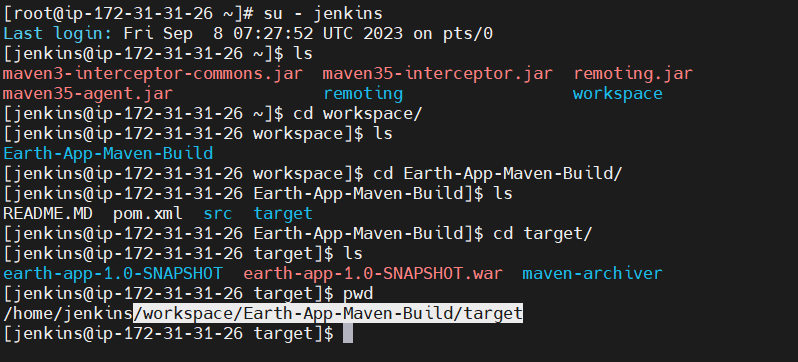 [root@ip-172-31-31-26 /]# su - jenkins
Last login: Fri Sep  8 07:27:52 UTC 2023 on pts/0
[jenkins@ip-172-31-31-26 ~]$ ls
maven3-interceptor-commons.jar  maven35-interceptor.jar  remoting.jar
maven35-agent.jar               remoting                 workspace
[jenkins@ip-172-31-31-26 ~]$ cd workspace/
[jenkins@ip-172-31-31-26 workspace]$ ls
Earth-App-Maven-Build
[jenkins@ip-172-31-31-26 workspace]$ cd Earth-App-Maven-Build/
[jenkins@ip-172-31-31-26 Earth-App-Maven-Build]$ ls
README.MD  pom.xml  src  target
[jenkins@ip-172-31-31-26 Earth-App-Maven-Build]$ cd target/
[jenkins@ip-172-31-31-26 target]$ ls
earth-app-1.0-SNAPSHOT  earth-app-1.0-SNAPSHOT.war  maven-archiver
[jenkins@ip-172-31-31-26 target]$ pwd
/home/jenkins/workspace/Earth-App-Maven-Build/target
[jenkins@ip-172-31-31-26 target]$